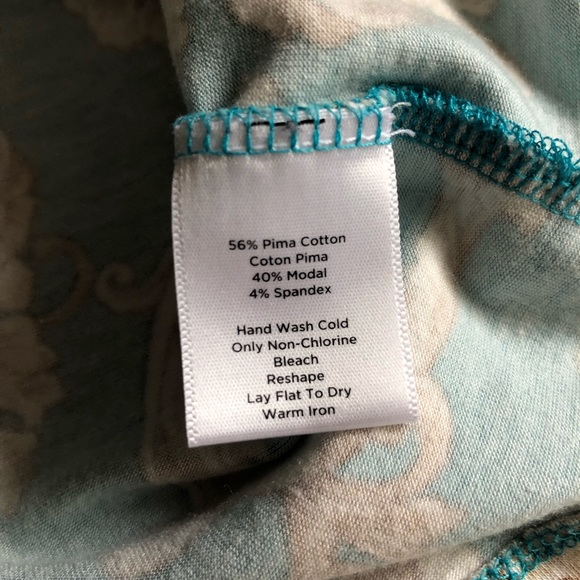 56% Pima Cotton
Coton Pima
40% Modal
4% Spandex
Hand Wash Cold
Only Non-Chlorine
Bleach
Reshape
Lay Flat To Dry
Warm Iron